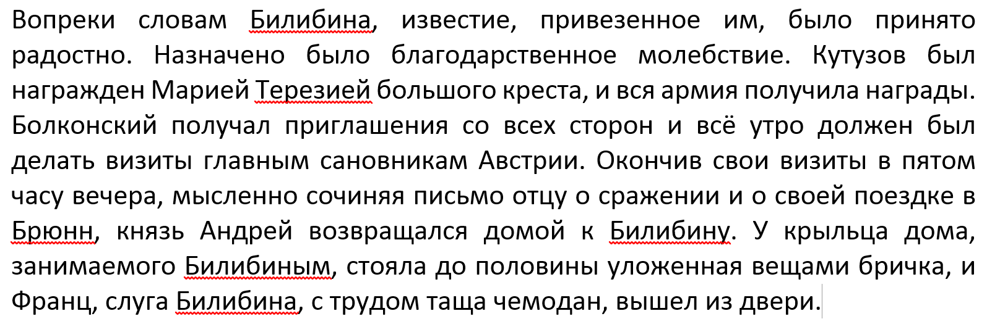 Вопреки словам Билибина, известие, привезенное им, было принято
радостно. Назначено было благодарственное молебствие. Кутузов был
награжден Марией Терезией большого креста, и вся армия получила награды.
Болконский получал приглашения со всех сторон и всё утро должен был
делать визиты главным сановникам Австрии. Окончив свои визиты в пятом
часу вечера, мысленно сочиняя письмо отцу о сражении и о своей поездке в
Брюнн, князь Андрей возвращался домой к Билибину. У крыльца дома,
занимаемого Билибиным, стояла до половины уложенная вещами бричка, и
Франц, слуга Билибина, с трудом таща чемодан, вышел из двери.